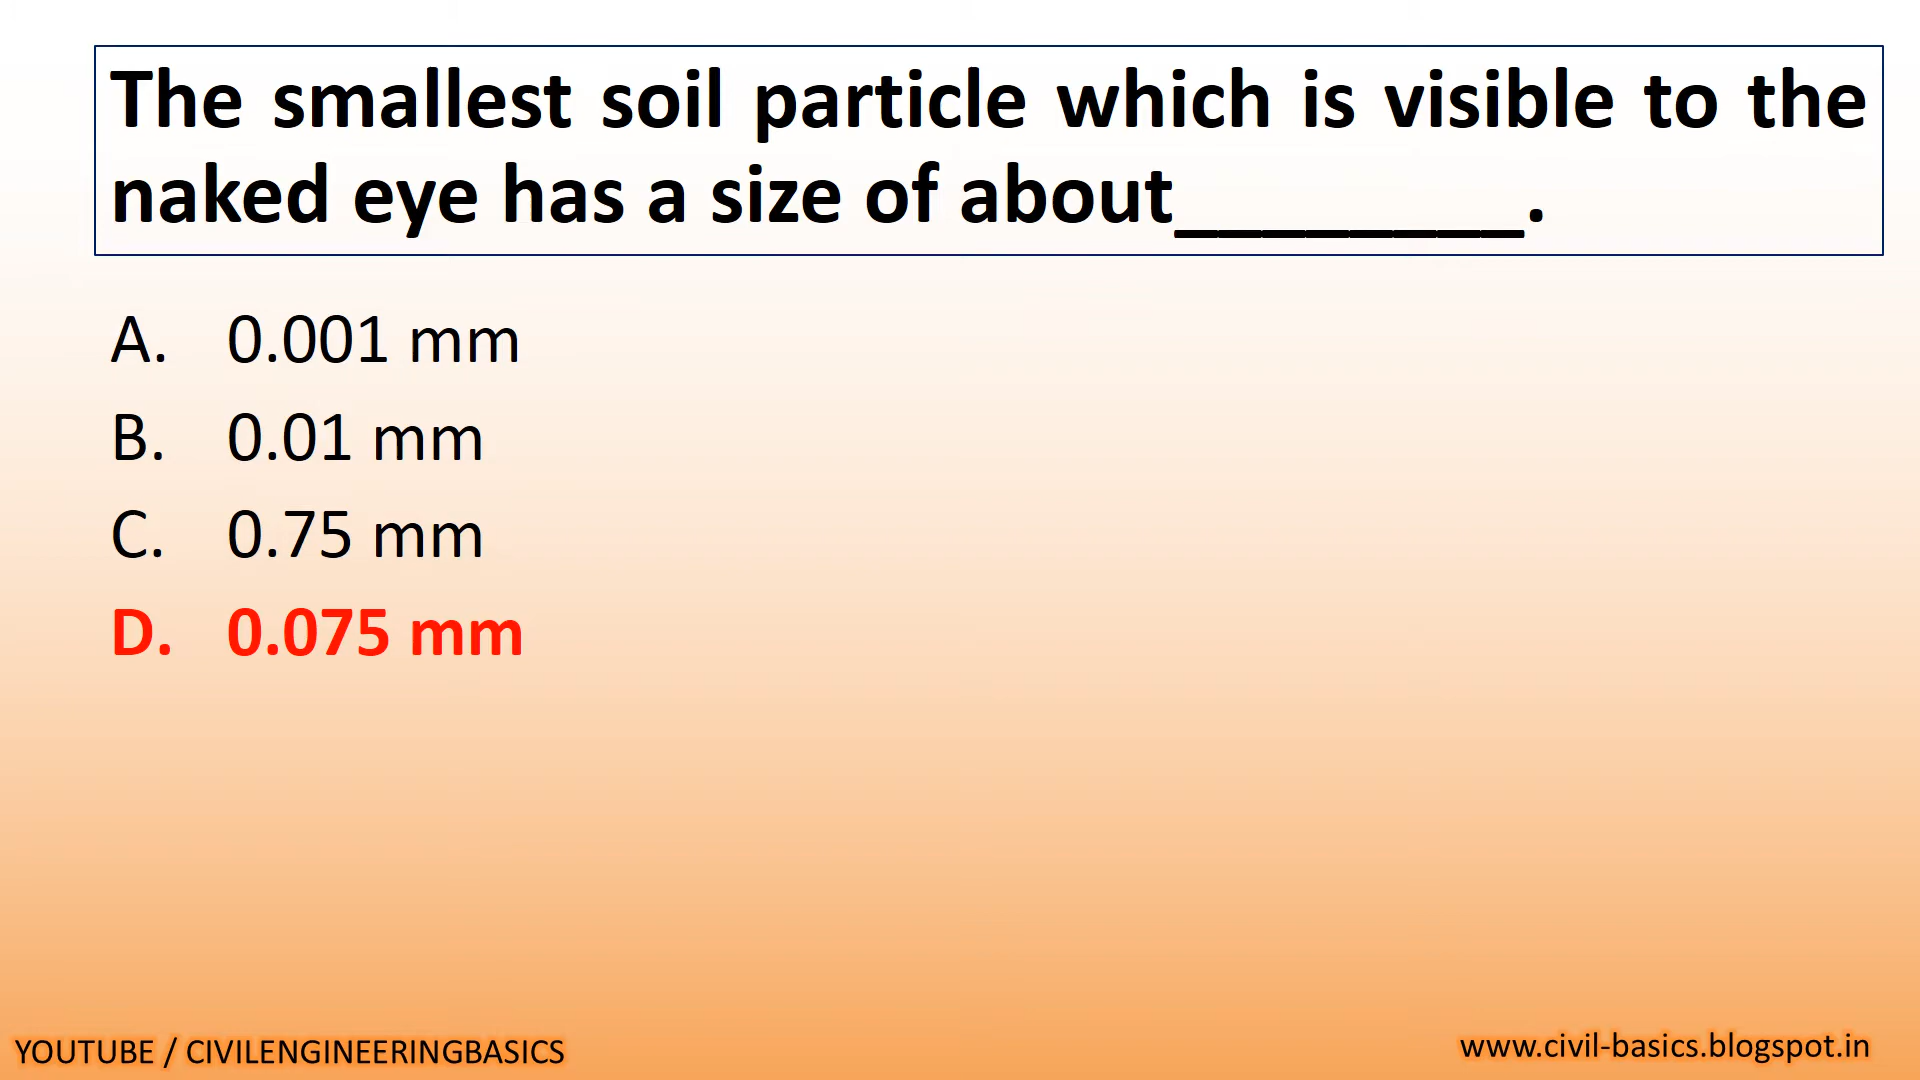 The smallest soil particle which is visible to the
naked eye has a size of about________.
A. 0.001 mm
B. 0.01 mm
C. 0.75 mm
D. 0.075 mm
YOUTUBE / CIVILENGINEERINGBASICS
www.civil-basics.blogspot.in